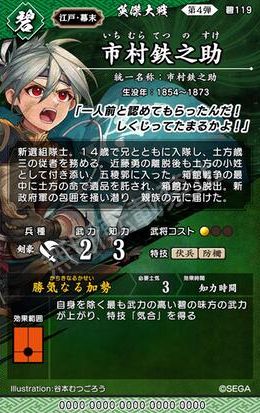 碧
江戸・幕末
英傑大戦
第4弾
碧119
いちむらてつのすけ
市村鉄之助
統一名称:市村鉄之助
生没年:1854~1873
「一人前と認めてもらったんだ!
しくじってたまるかよ!」
新選組隊士。14歳で兄とともに入隊し、土方歳
三の従者を務める。近藤勇の離脱後も土方の小姓
として付き添い、五稜郭に入った。箱館戦争の最
中に土方の命で遺品を託され、箱館から脱出。新
政府軍の包囲を掻い潜り、親族の元に届けた。
兵種
武力
知力
武将コスト
剣豪
2
3
特技
伏兵
防柵
かちきなるかせい
勝気なる加勢
必要士気
3
効果時間
知力時間
効果範囲
自身を除く最も武力の高い碧の味方の武力
が上がり、特技「気合」を得る
Illustration:谷本むつごろう
©SEGA
0000-0000-0000-0000-0000